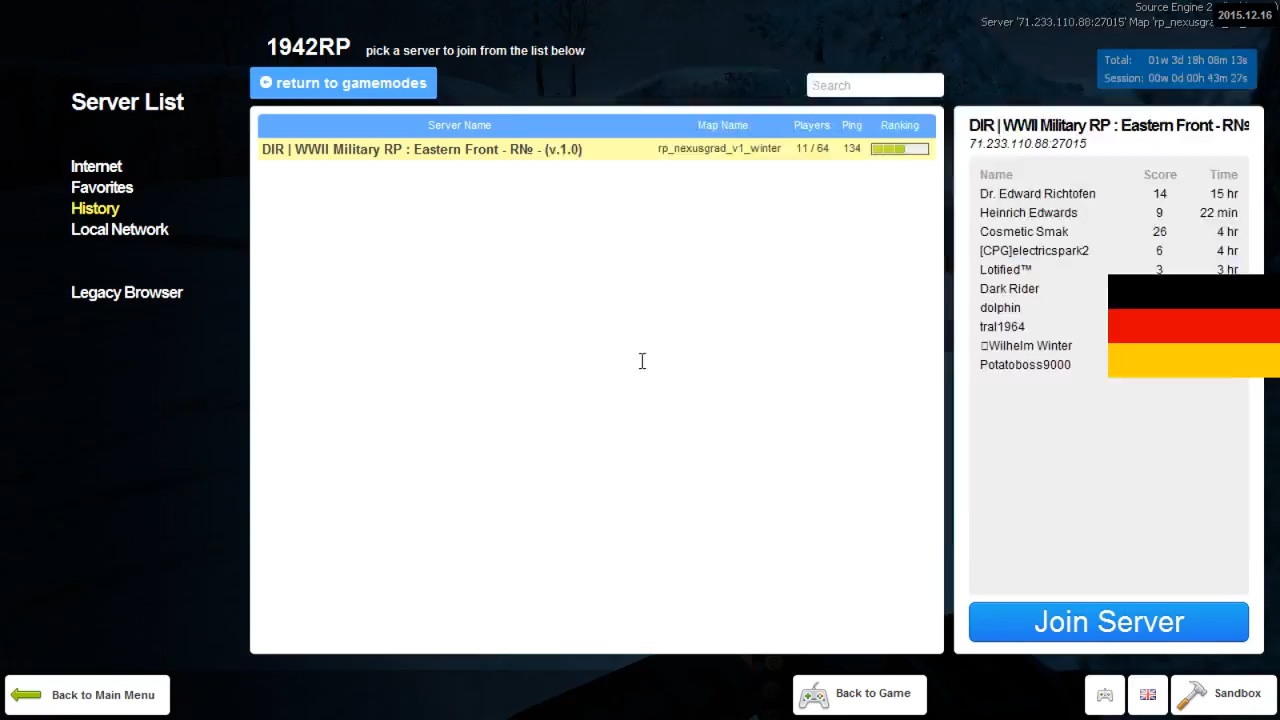 Source Engine 2
2015.12.16
Server '71.233.110.88:27015' Map 'rp_nexusgra
1942RP pick a server to join from the list below
Total: 01w 3d 18h 08m 13s
Session: 00w 0d 00h 43m 27s
return to gamemodes
Search
Server List
Internet
Favorites
History
Local Network
Legacy Browser
Server Name Map Name Players Ping Ranking
DIR | WWII Military RP : Eastern Front - RN№ - (v.1.0) rp_nexusgrad_v1_winter 11 / 64 134
DIR | WWII Military RP : Eastern Front - RN№
71.233.110.88:27015
Name Score Time
Dr. Edward Richtofen 14 15 hr
Heinrich Edwards 9 22 min
Cosmetic Smak 26 4 hr
[CPG]electricspark2 6 4 hr
Lotified™ 3 3 hr
Dark Rider
dolphin
tral1964
Wilhelm Winter
Potatoboss9000
Join Server
Back to Main Menu
Back to Game
Sandbox